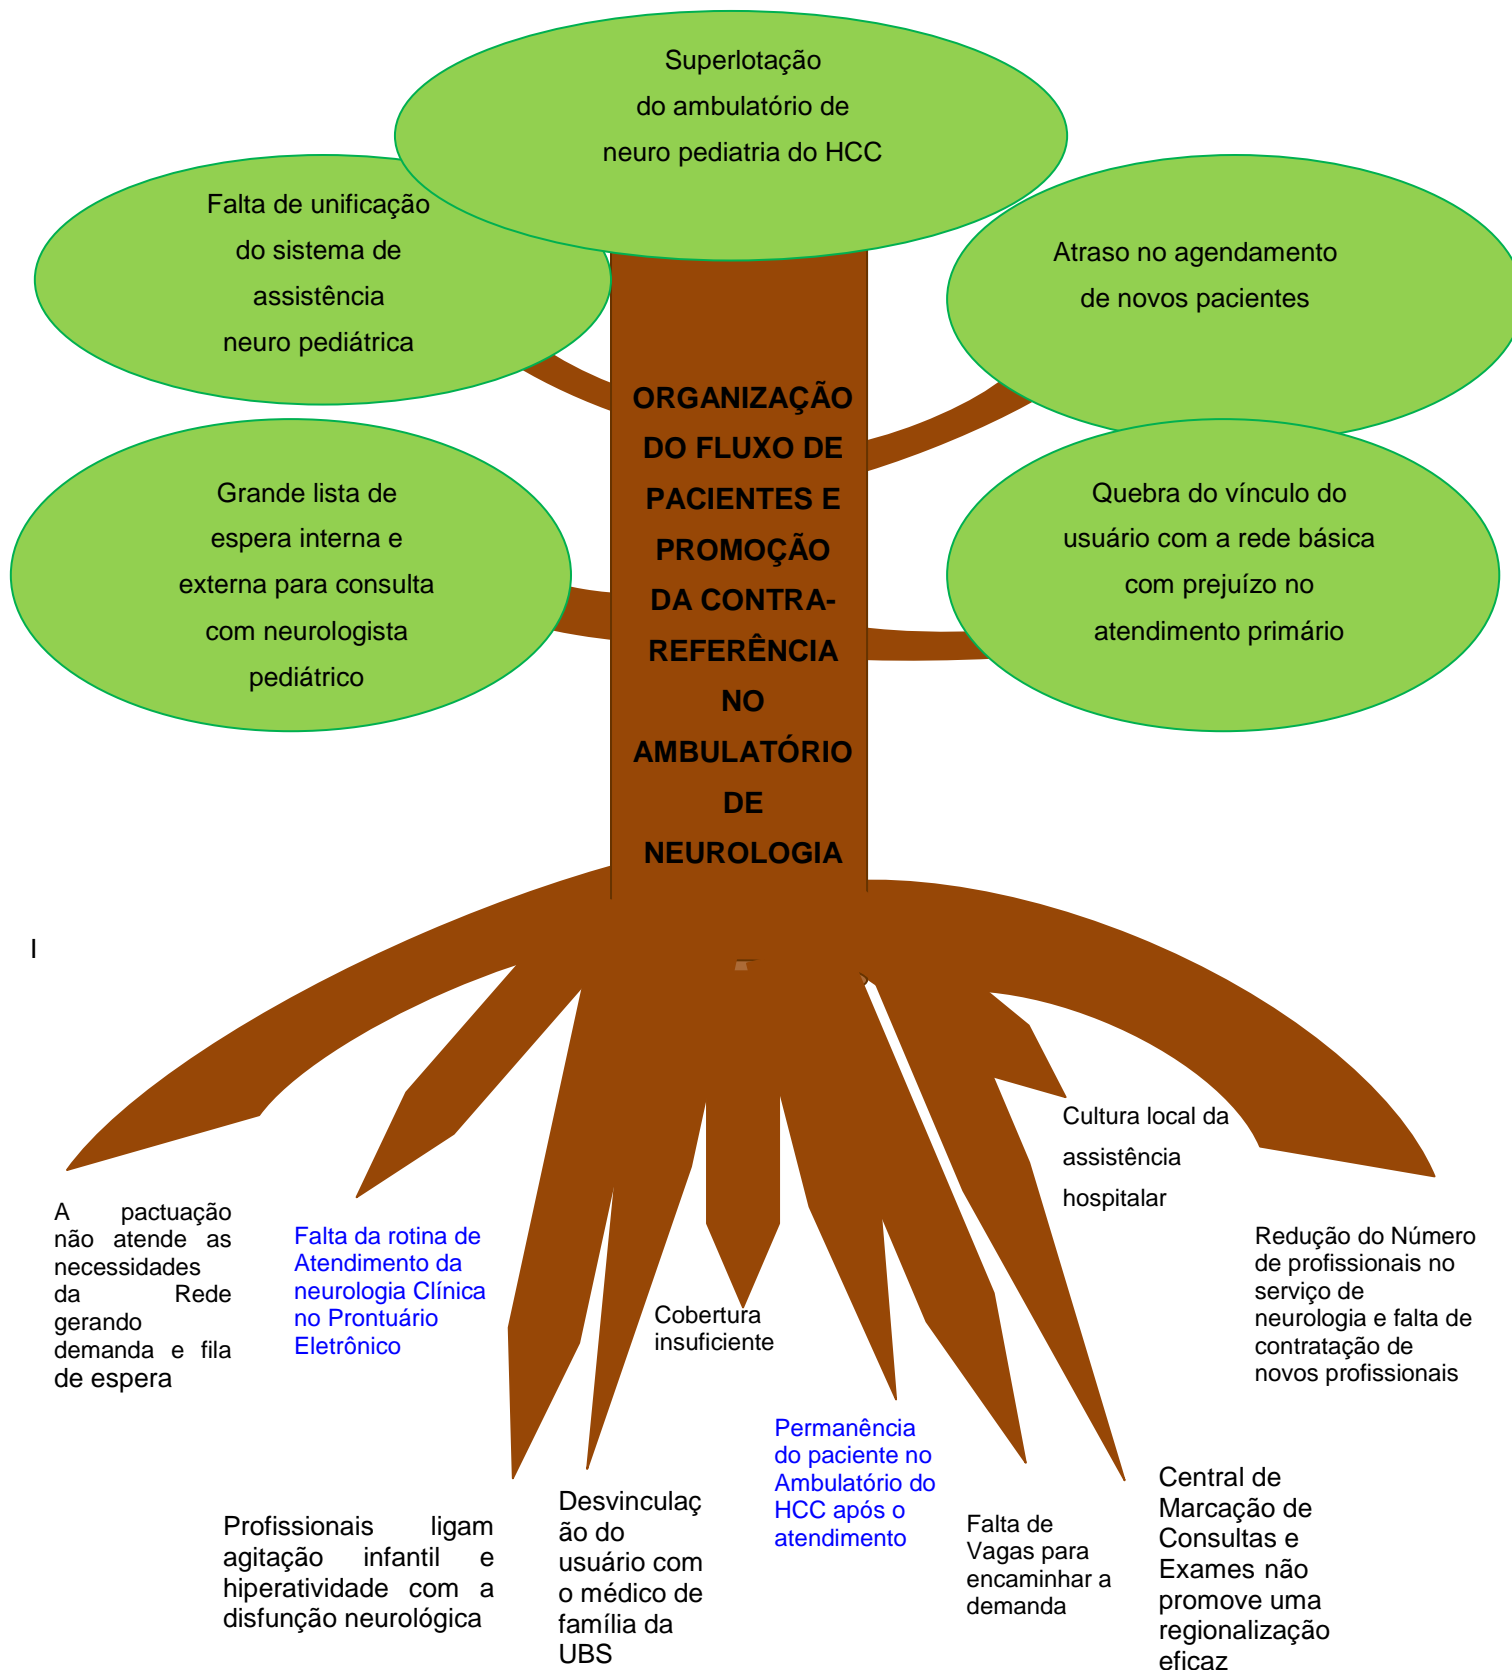 Superlotação
do ambulatório de
neuro pediatria do HCC
Falta de unificação
do sistema de
assistência
neuro pediátrica
Atraso no agendamento
de novos pacientes
Grande lista de
espera interna e
externa para consulta
com neurologista
pediátrico
Quebra do vínculo do
usuário com a rede básica
com prejuízo no
atendimento primário
ORGANIZAÇÃO
DO FLUXO DE
PACIENTES E
PROMOÇÃO
DA CONTRA-
REFERÊNCIA
NO
AMBULATÓRIO
DE
NEUROLOGIA
I
A pactuação
não atende as
necessidades
da Rede
gerando
demanda e fila
de espera
Falta da rotina de
Atendimento da
neurologia Clínica
no Prontuário
Eletrônico
Profissionais ligam
agitação infantil e
hiperatividade com a
disfunção neurológica
Desvinculaç
ão do
usuário com
o médico de
família da
UBS
Cobertura
insuficiente
Permanência
do paciente no
Ambulatório do
HCC após o
atendimento
Falta de
Vagas para
encaminhar a
demanda
Central de
Marcação de
Consultas e
Exames não
promove uma
regionalização
eficaz
Cultura local da
assistência
hospitalar
Redução do Número
de profissionais no
serviço de
neurologia e falta de
contratação de
novos profissionais